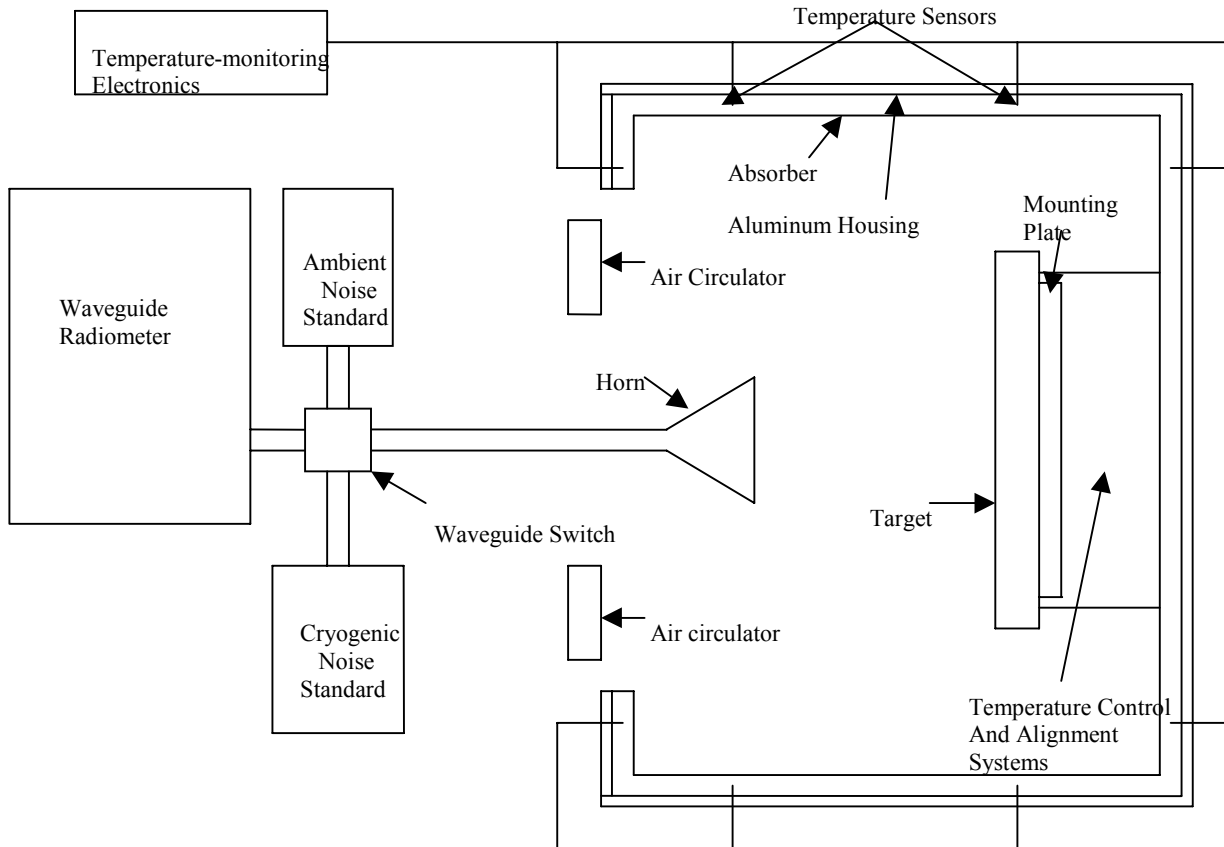 Temperature Sensors
Temperature-monitoring
Electronics
Absorber
Aluminum Housing
Mounting
Plate
Ambient
Noise
Standard
Air Circulator
Waveguide
Radiometer
Horn
Target
Waveguide Switch
Cryogenic
Noise
Standard
Air circulator
Temperature Control
And Alignment
Systems